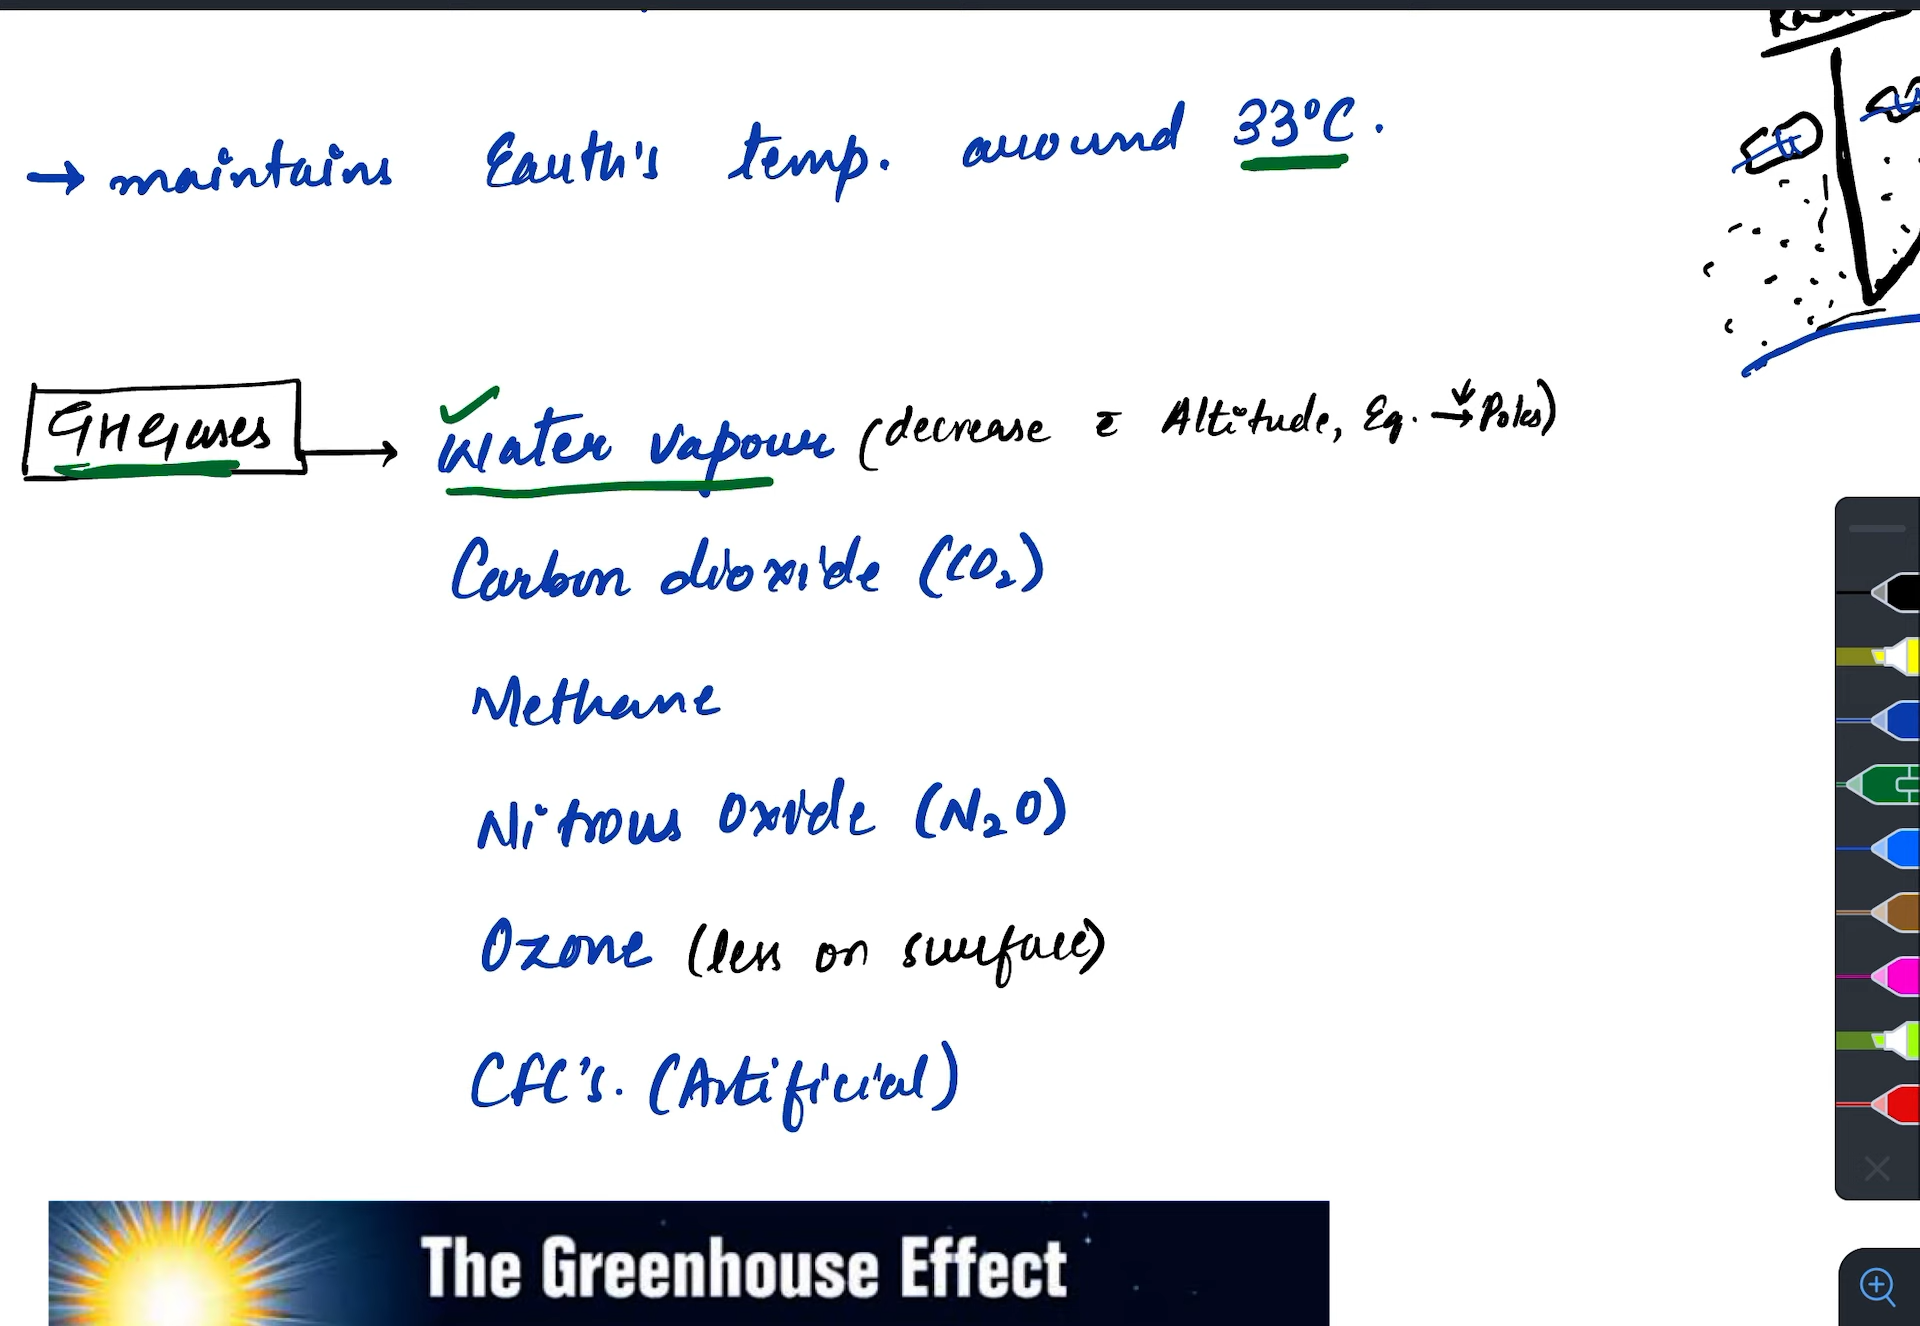 → maintains Earth's temp. around 33°C.
GHGases → Water vapour (decrease c̄ Altitude, Eq. → Poles)
Carbon dioxide (CO₂)
Methane
Nitrous Oxide (N₂O)
Ozone (less on surface)
CFC's. (Artificial)
The Greenhouse Effect